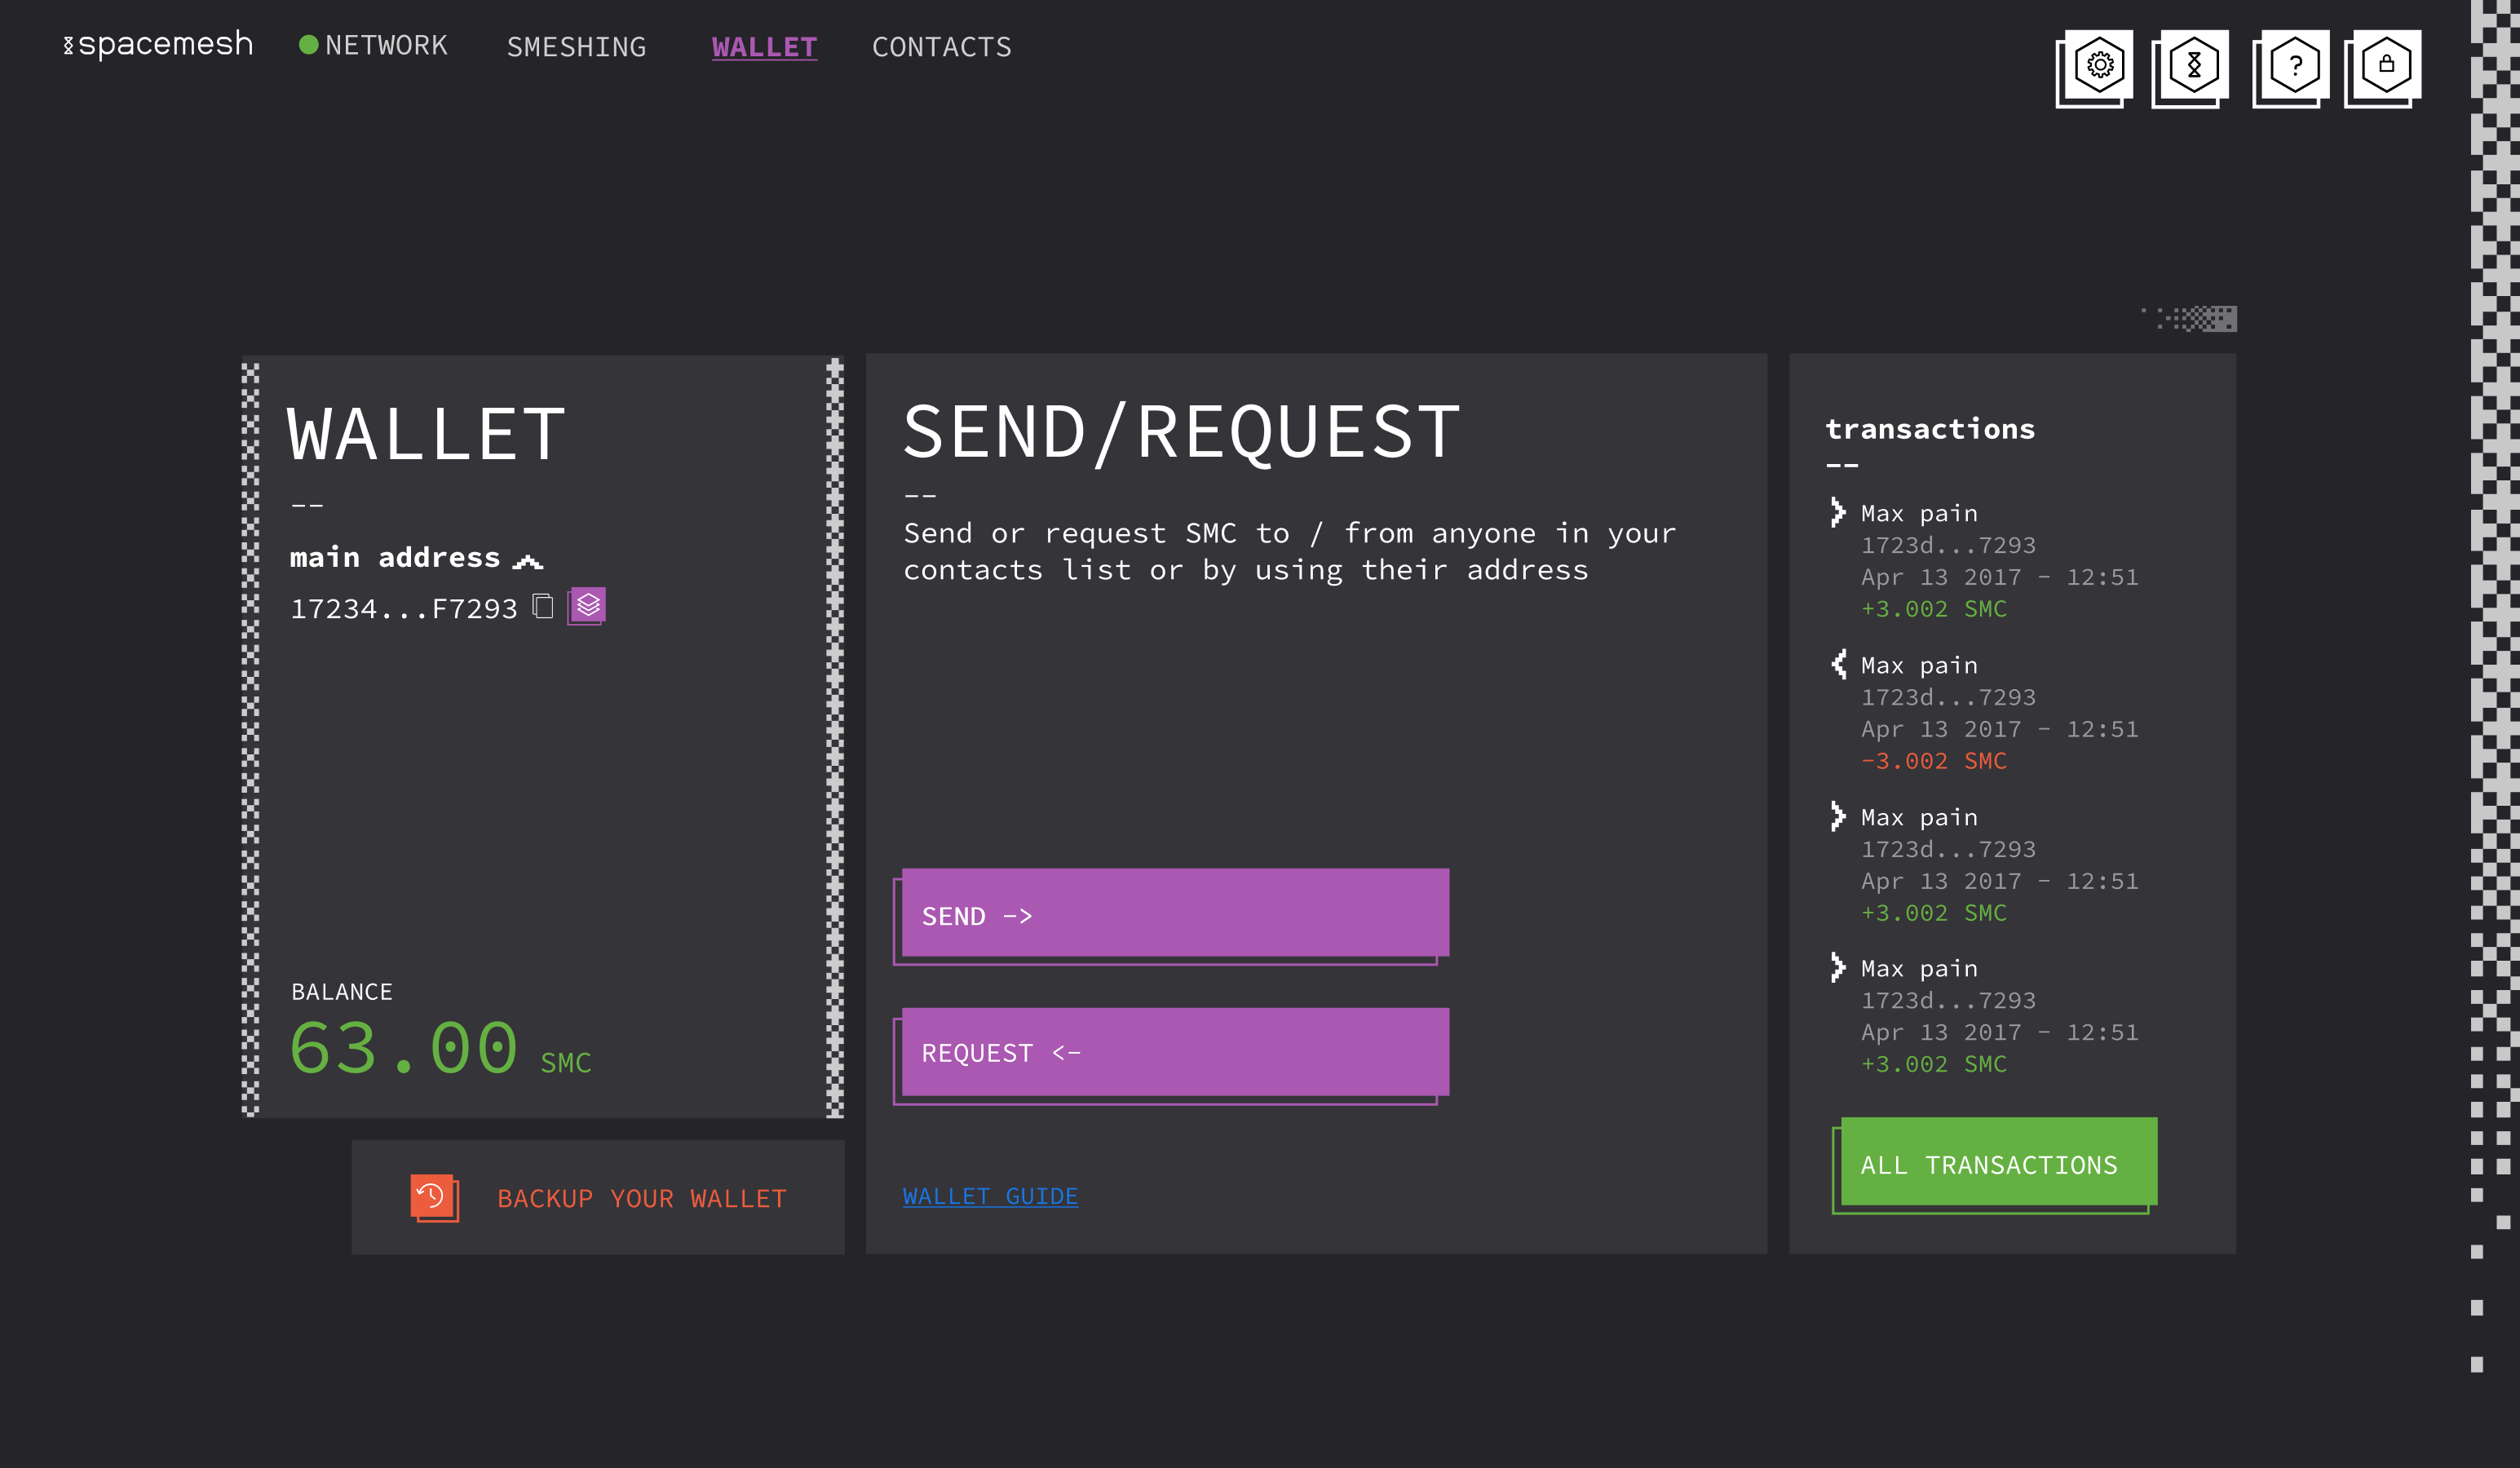 spacemesh
NETWORK
SMESHING
WALLET
CONTACTS
?
WALLET
--
main address
17234...F7293
BALANCE
63.00 SMC
BACKUP YOUR WALLET
SEND/REQUEST
--
Send or request SMC to / from anyone in your
contacts list or by using their address
SEND ->
REQUEST <-
WALLET GUIDE
transactions
--
Max pain
1723d...7293
Apr 13 2017 - 12:51
+3.002 SMC
Max pain
1723d...7293
Apr 13 2017 - 12:51
-3.002 SMC
Max pain
1723d...7293
Apr 13 2017 - 12:51
+3.002 SMC
Max pain
1723d...7293
Apr 13 2017 - 12:51
+3.002 SMC
ALL TRANSACTIONS